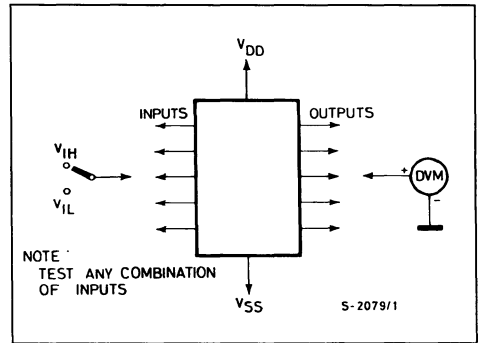 VDD
INPUTS
OUTPUTS
VIH
VIL
+
DVM
-
NOTE :
TEST ANY COMBINATION
OF INPUTS
VSS
S-2079/1